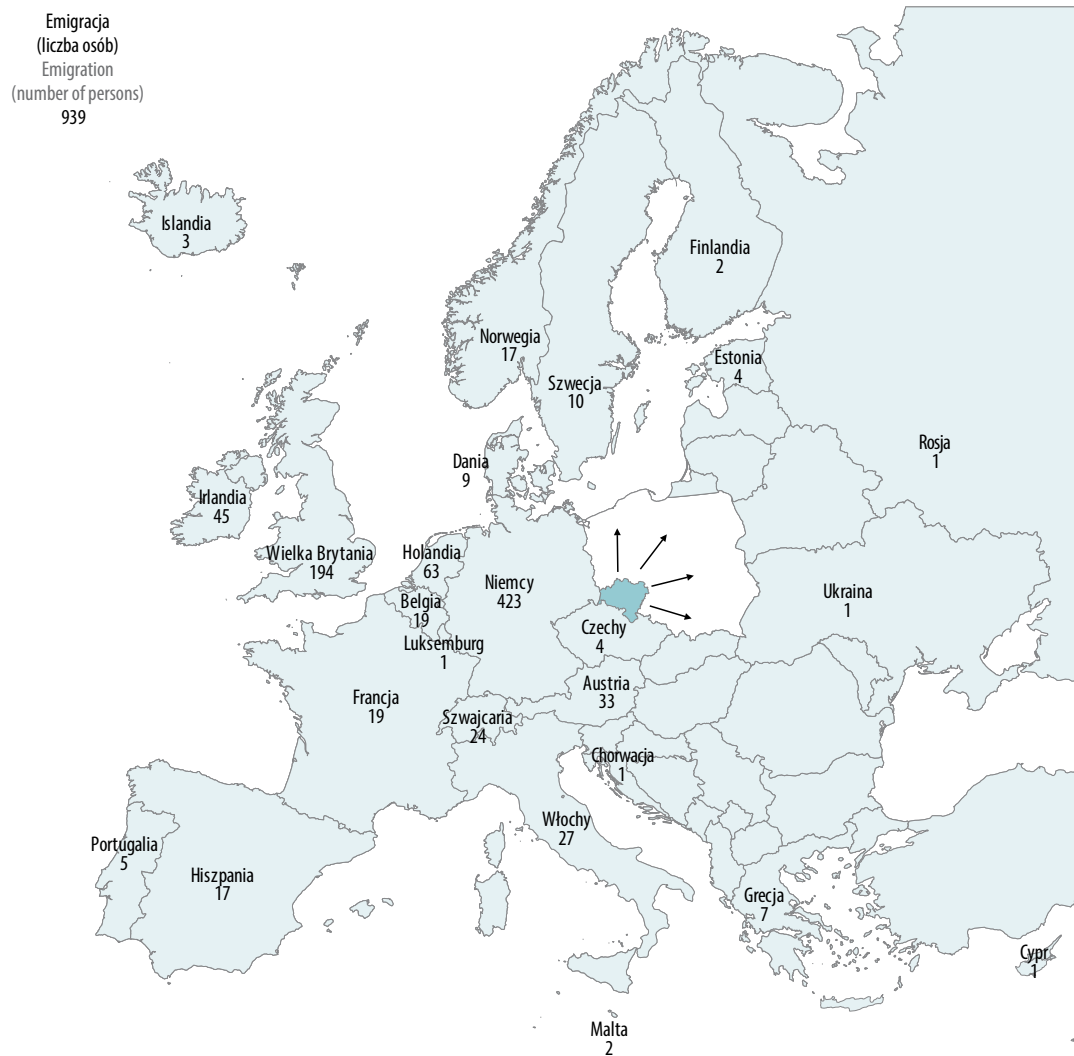 Emigracja
(liczba osób)
Emigration
(number of persons)
939
Islandia
3
Finlandia
2
Norwegia
17
Estonia
4
Szwecja
10
Rosja
1
Dania
9
Irlandia
45
Wielka Brytania
194
Holandia
63
Niemcy
423
Ukraina
1
Belgia
19
Czechy
4
Luksemburg
1
Austria
33
Francja
19
Szwajcaria
24
Chorwacja
1
Włochy
27
Portugalia
5
Hiszpania
17
Grecja
7
Cypr
1
Malta
2